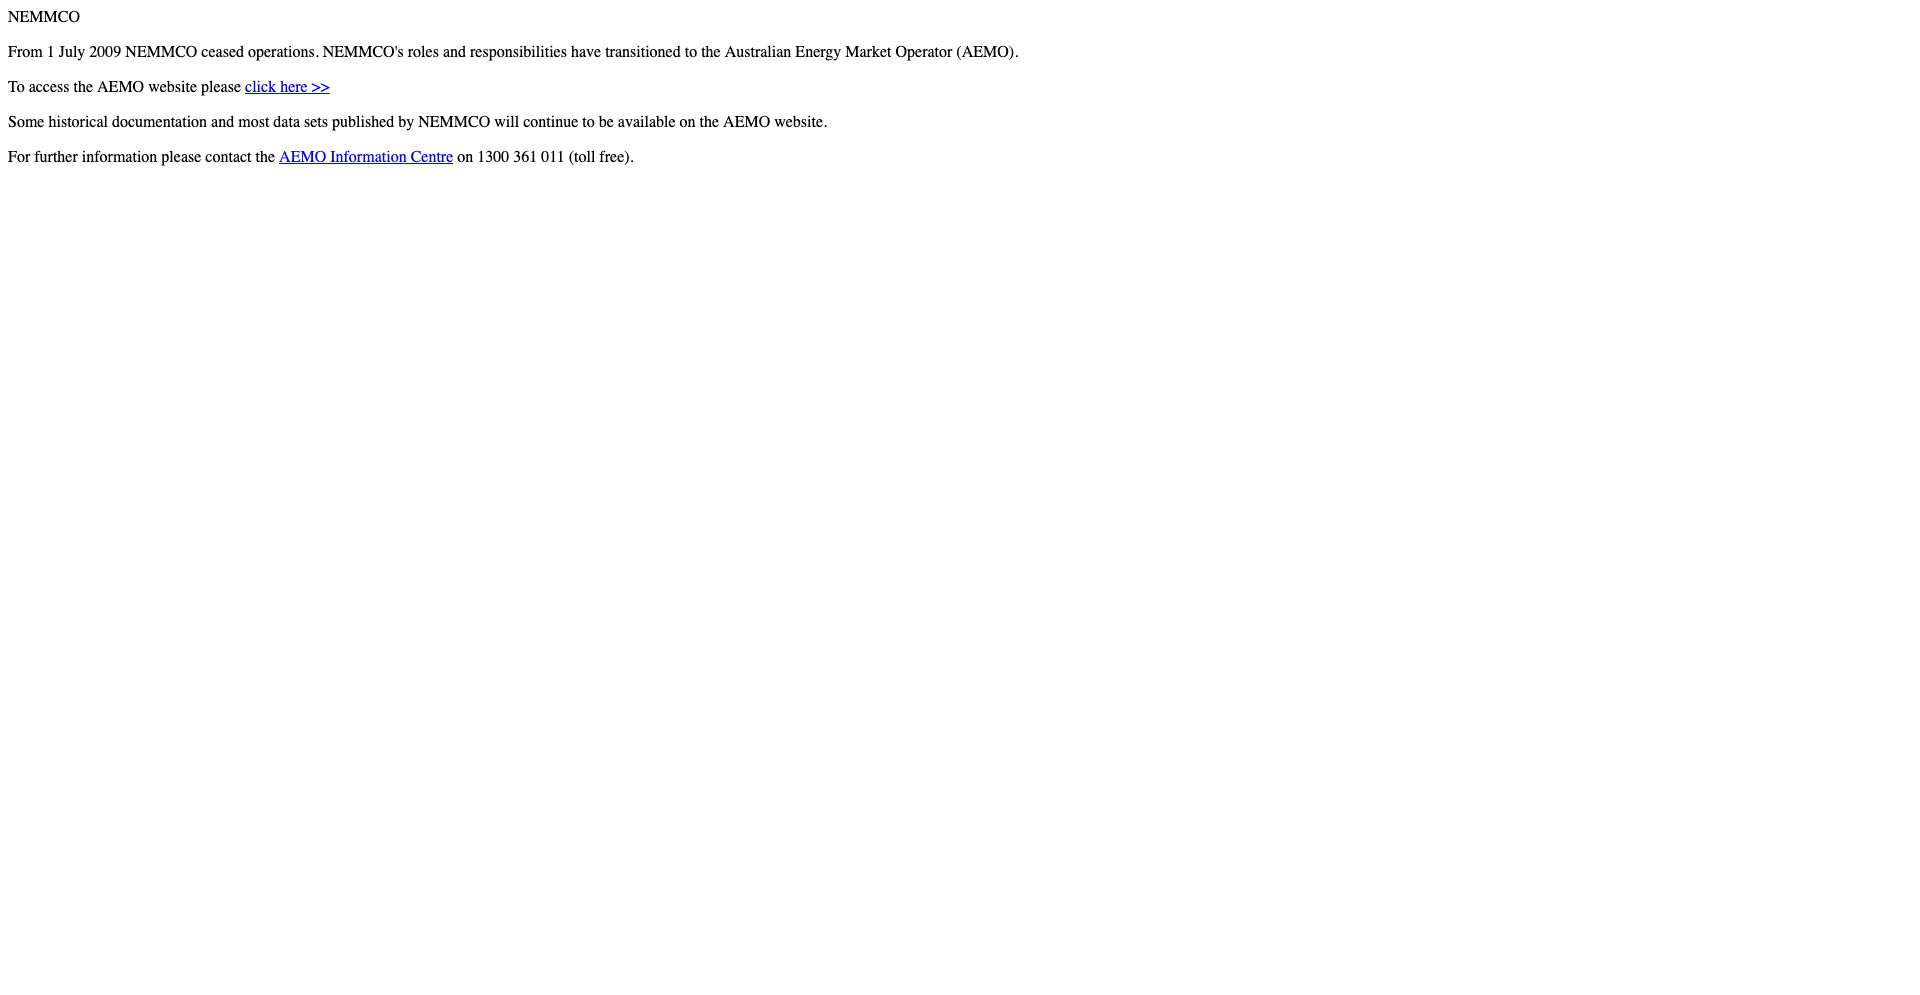 NEMMCO
From 1 July 2009 NEMMCO ceased operations. NEMMCO's roles and responsibilities have transitioned to the Australian Energy Market Operator (AEMO).
To access the AEMO website please click here >>
Some historical documentation and most data sets published by NEMMCO will continue to be available on the AEMO website.
For further information please contact the AEMO Information Centre on 1300 361 011 (toll free).